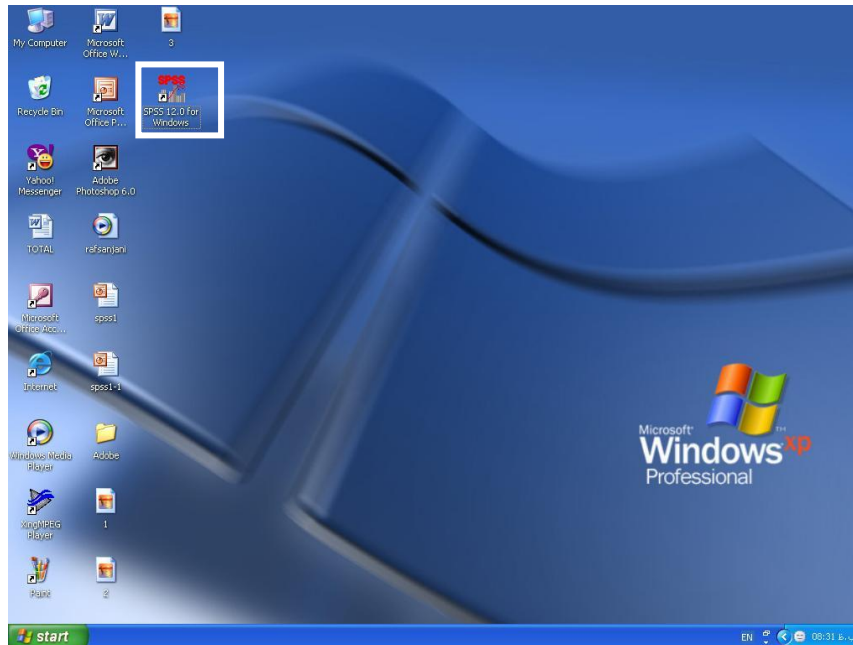 My Computer
Microsoft
Office W...
3
Recycle Bin
Microsoft
Office P...
SPSS
SPSS 12.0 for
Windows
Yahoo!
Messenger
Adobe
Photoshop 6.0
TOTAL
rafsanjani
Microsoft
Office Acc...
spss1
Internet
spss1-1
Windows Media
Player
Adobe
XingMPEG
Player
1
Paint
2
Microsoft
Windows xp
TM
Professional
start
EN
08:31